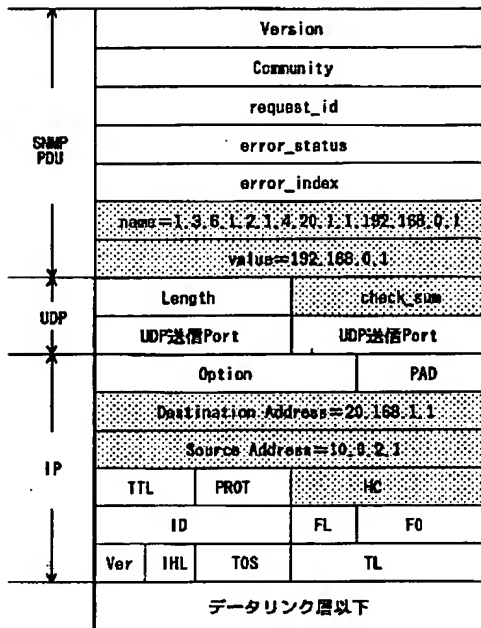 Version
Community
request_id
SNMP
PDU
error_status
error_index
name=1.3.6.1.2.1.4.20.1.1.192.168.0.1
value=192.168.0.1
UDP
Length check_sum
UDP送信Port UDP送信Port
IP
Option PAD
Destination Address=20.168.1.1
Source Address=10.0.2.1
TTL PROT HC
ID FL FO
Ver IHL TOS TL
データリンク層以下